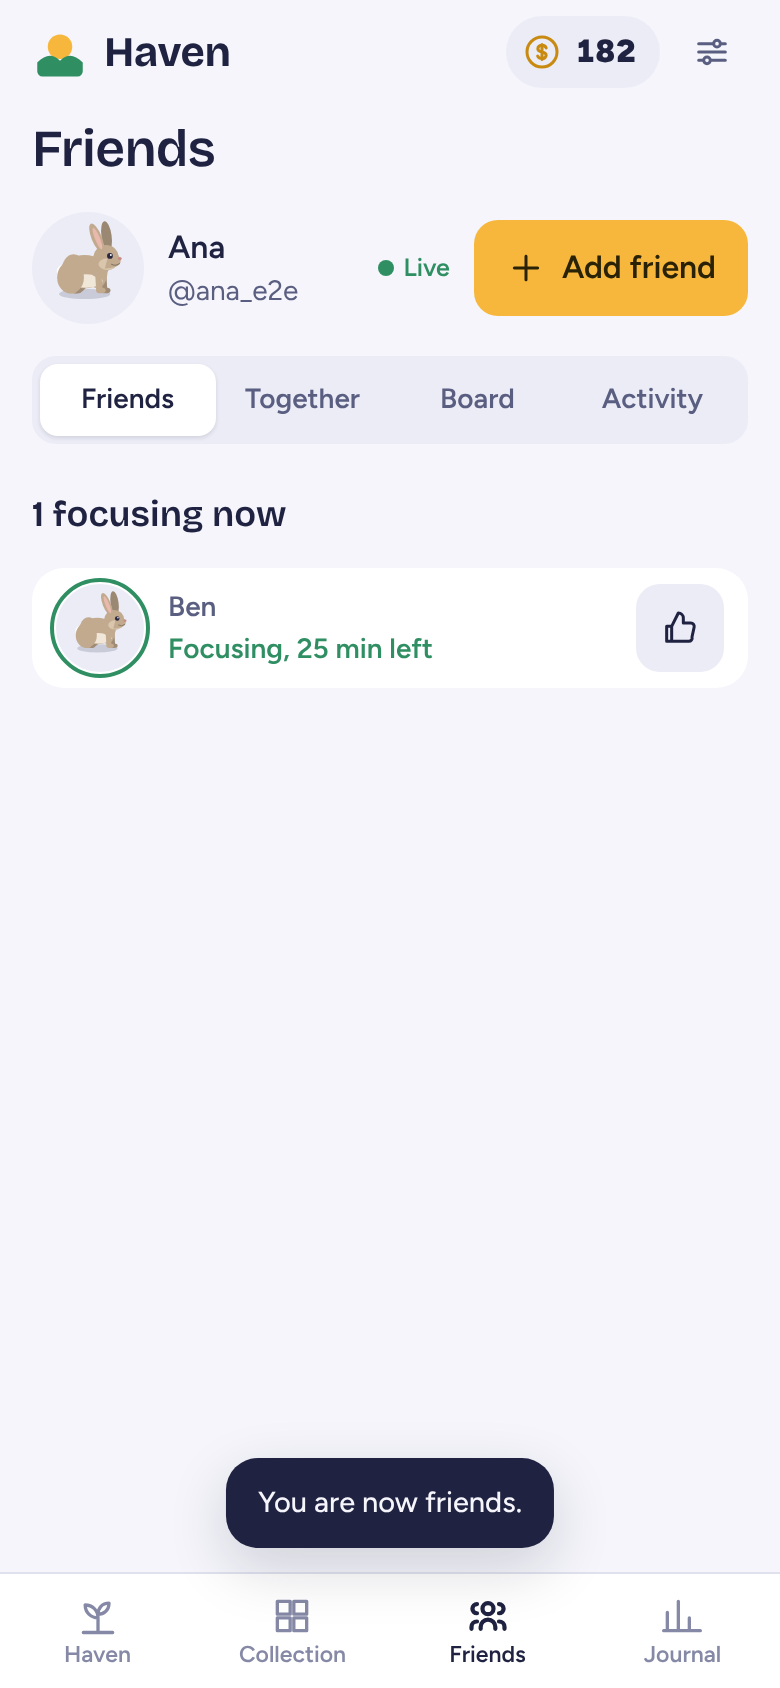 Haven
182
Friends
Ana
@ana_e2e
Live
Add friend
Friends
Together
Board
Activity
1 focusing now
Ben
Focusing, 25 min left
You are now friends.
Haven
Collection
Friends
Journal